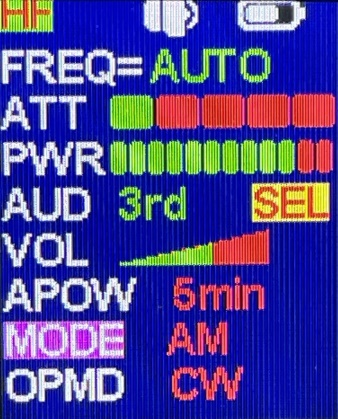 HF
FREQ=AUTO
ATT
PWR
AUD 3rd SEL
VOL
APOW 5min
MODE AM
OPMD CW